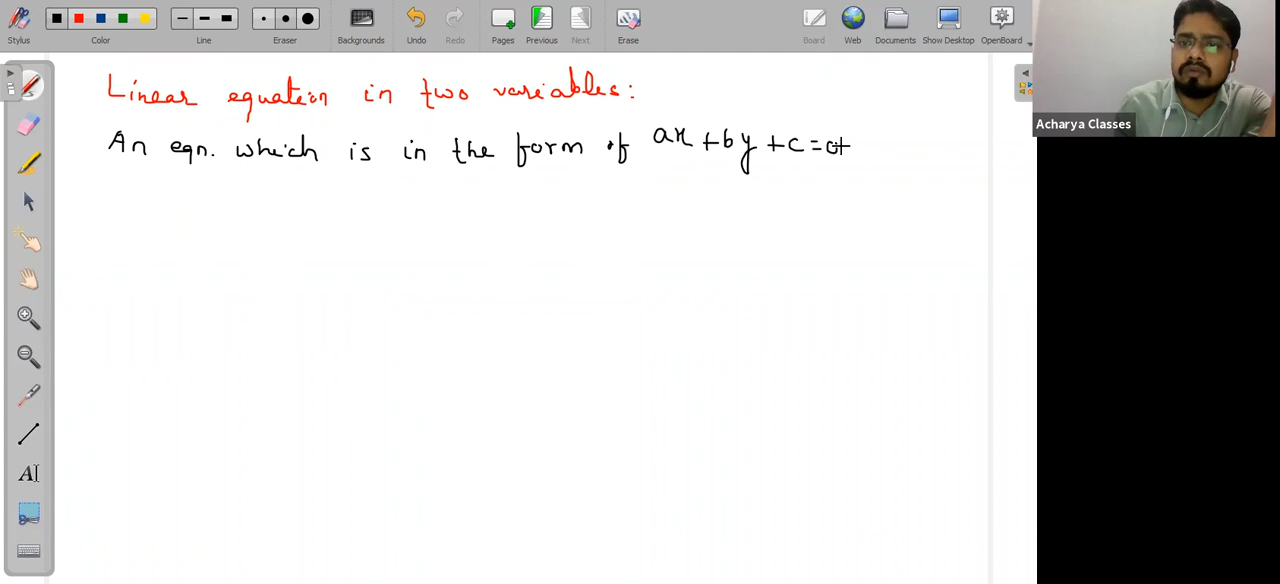 Stylus Color Line Eraser Backgrounds Undo Redo Pages Previous Next Erase Board Web Documents Show Desktop OpenBoard
Acharya Classes
Linear equation in two variables:
An eqn. which is in the form of ax+by+c=0